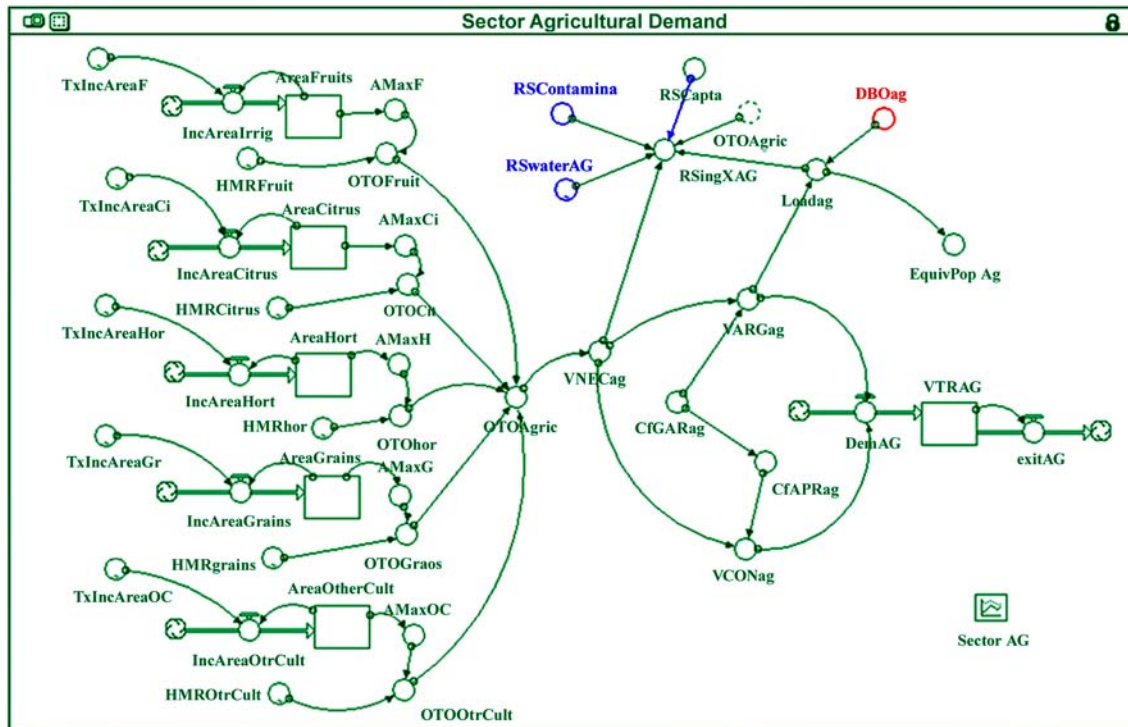 Sector Agricultural Demand
TxIncAreaF
AreaFruits
AMaxF
IncAreaIrrig
HMRFruit
OTOFruit
TxIncAreaCi
AreaCitrus
AMaxCi
IncAreaCitrus
HMRCitrus
OTOCit
TxIncAreaHor
AreaHort
AMaxH
IncAreaHort
HMRhor
OTOhor
TxIncAreaGr
AreaGrains
AMaxG
IncAreaGrains
HMRgrains
OTOGraos
TxIncAreaOC
AreaOtherCult
AMaxOC
IncAreaOtrCult
HMROtrCult
OTOOtrCult
OTOAgric
RSContamina
RSCapta
DBOag
OTOAgric
RSwaterAG
RSingXAG
Loadag
EquivPop Ag
VARGag
VNECag
CfGARag
VTRAG
DemAG
exitAG
CfAPRag
VCONag
Sector AG